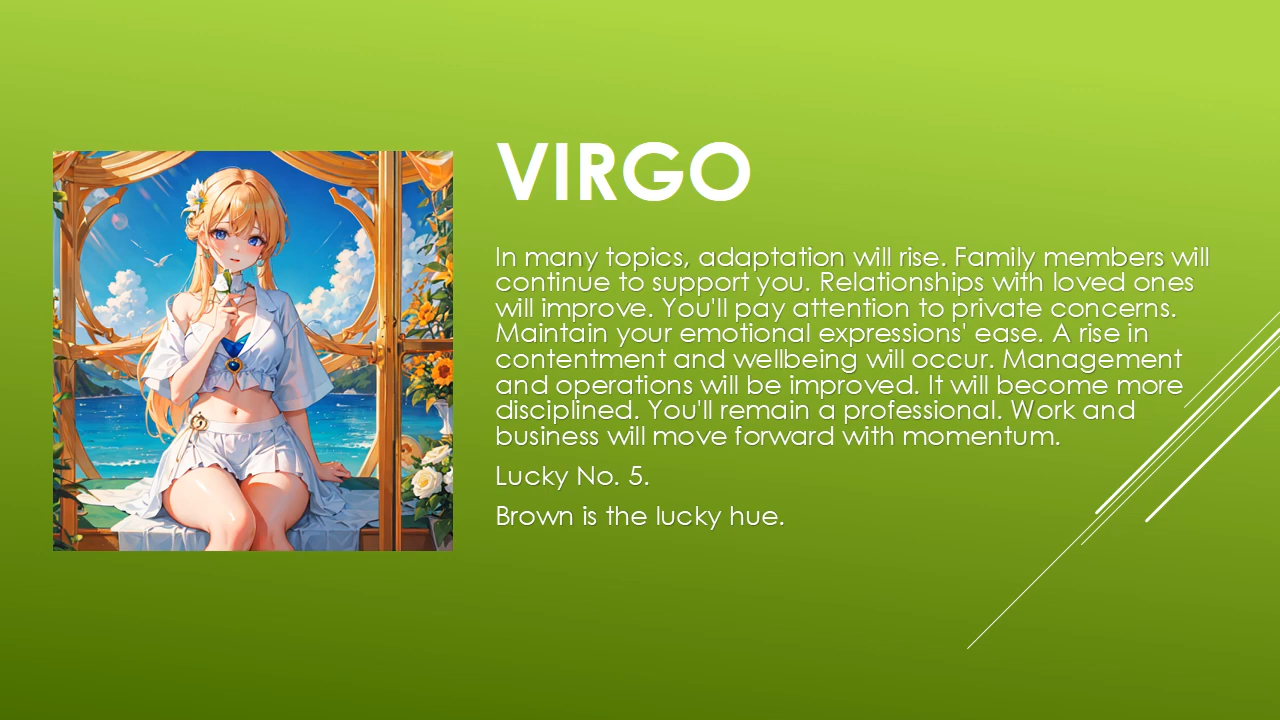 VIRGO
In many topics, adaptation will rise. Family members will
continue to support you. Relationships with loved ones
will improve. You'll pay attention to private concerns.
Maintain your emotional expressions' ease. A rise in
contentment and wellbeing will occur. Management
and operations will be improved. It will become more
disciplined. You'll remain a professional. Work and
business will move forward with momentum.
Lucky No. 5.
Brown is the lucky hue.